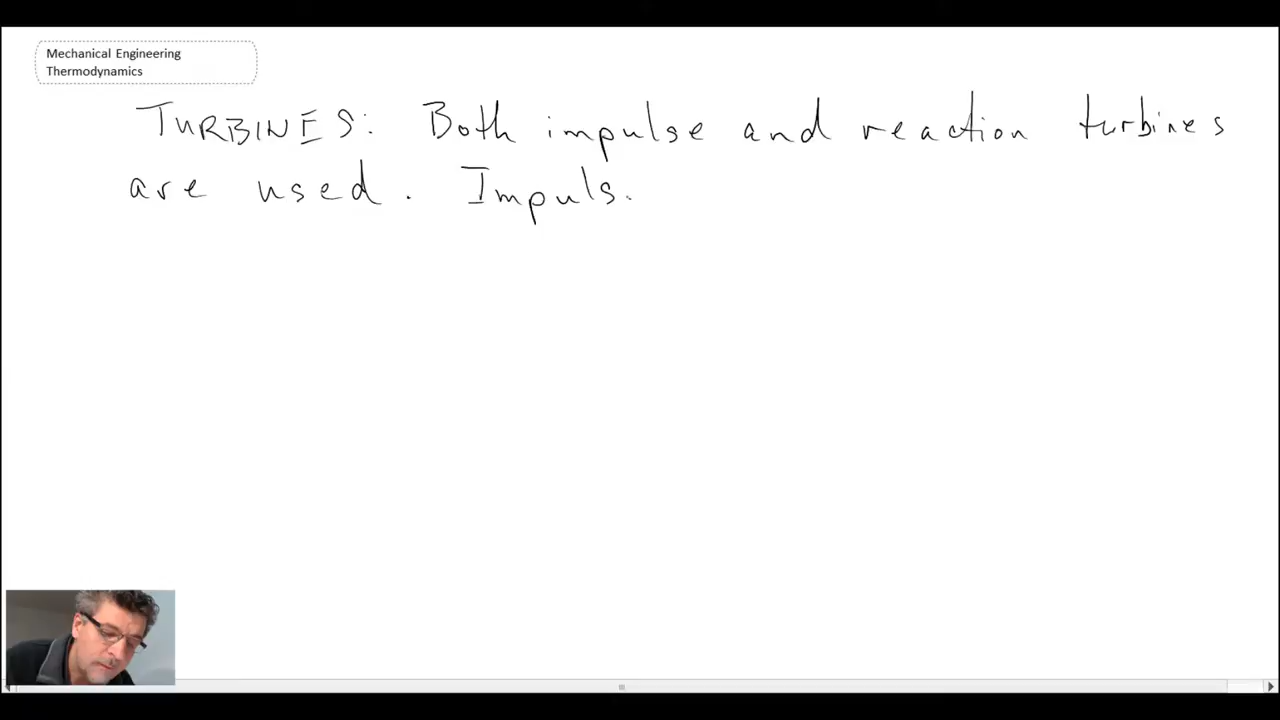 Mechanical Engineering
Thermodynamics
TURBINES: Both impulse and reaction turbines
are used. Impuls.